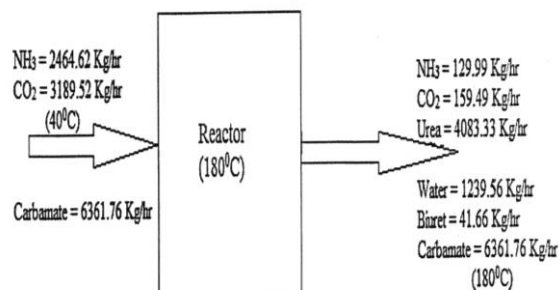 NH₃ = 2464.62 Kg/hr
CO₂ = 3189.52 Kg/hr
(40⁰C)
Carbamate = 6361.76 Kg/hr
Reactor
(180⁰C)
NH₃ = 129.99 Kg/hr
CO₂ = 159.49 Kg/hr
Urea = 4083.33 Kg/hr
Water = 1239.56 Kg/hr
Biuret = 41.66 Kg/hr
Carbamate = 6361.76 Kg/hr
(180⁰C)